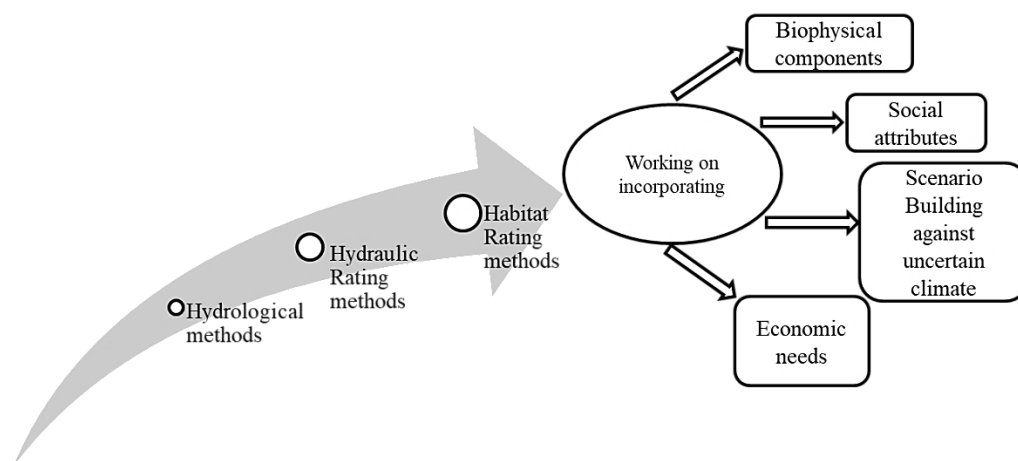 Biophysical
components
Social
attributes
Working on
incorporating
Scenario
Building
against
uncertain
climate
Habitat
Rating
methods
Hydraulic
Rating
methods
Hydrological
methods
Economic
needs